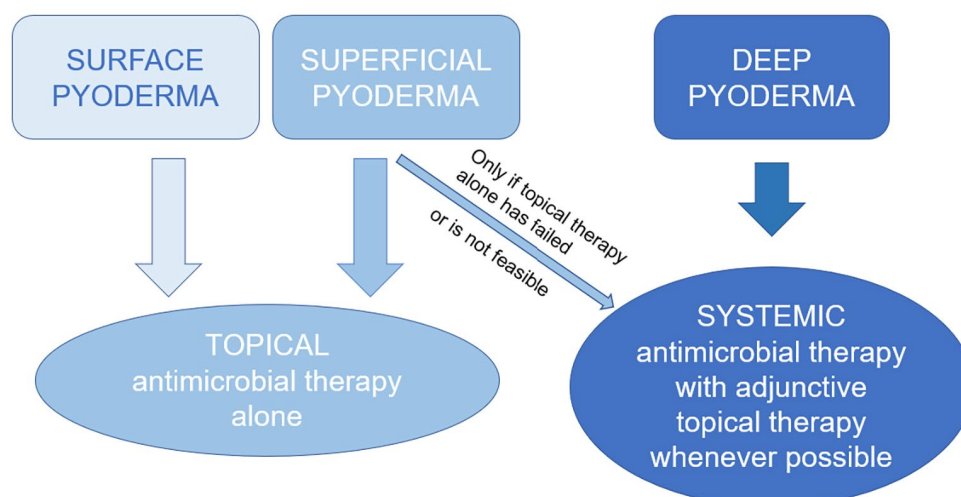 SURFACE
PYODERMA
SUPERFICIAL
PYODERMA
DEEP
PYODERMA
Only if topical therapy
alone has failed
or is not feasible
TOPICAL
antimicrobial therapy
alone
SYSTEMIC
antimicrobial therapy
with adjunctive
topical therapy
whenever possible